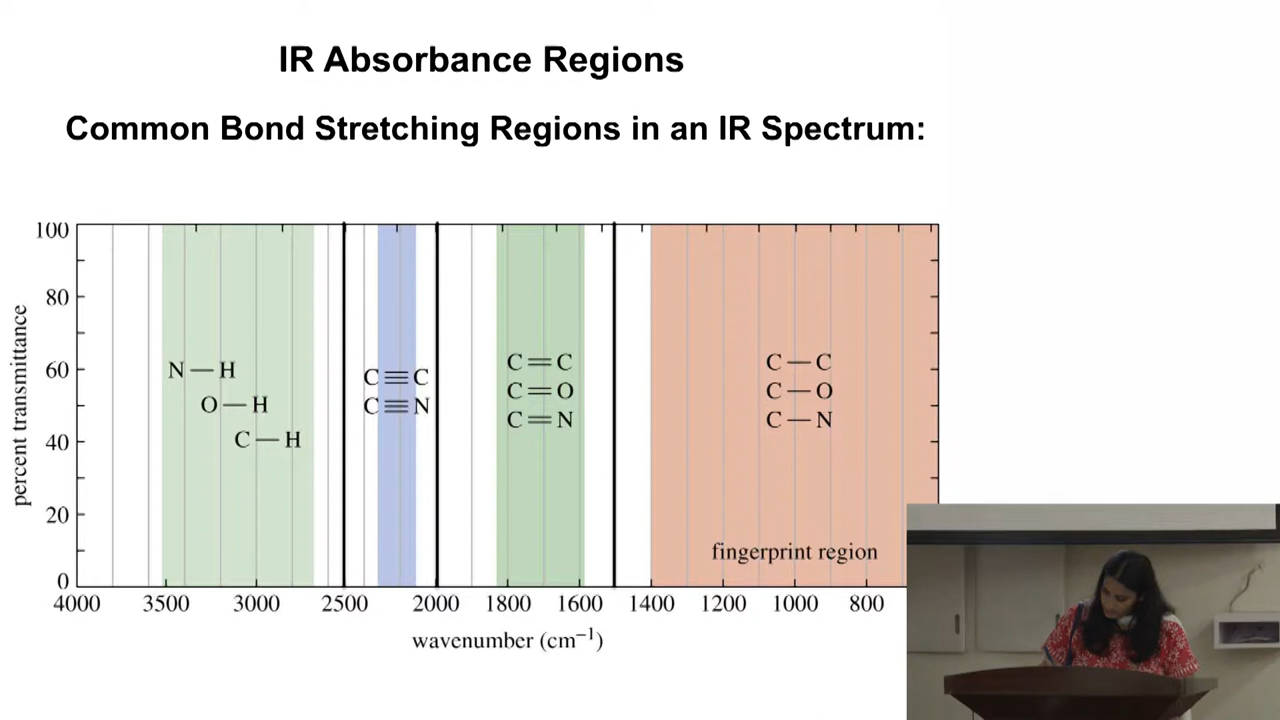 IR Absorbance Regions
Common Bond Stretching Regions in an IR Spectrum:
100
80
60
40
20
0
percent transmittance
N — H
O — H
C — H
C ≡ C
C ≡ N
C = C
C = O
C = N
C — C
C — O
C — N
fingerprint region
4000 3500 3000 2500 2000 1800 1600 1400 1200 1000 800
wavenumber (cm⁻¹)